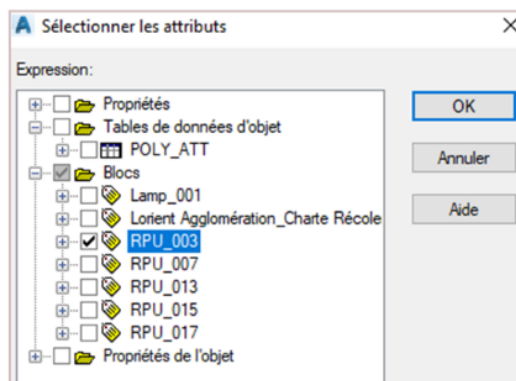 Sélectionner les attributs
Expression:
Propriétés
Tables de données d'objet
POLY_ATT
Blocs
Lamp_001
Lorient Agglomération_Charte Récole
RPU_003
RPU_007
RPU_013
RPU_015
RPU_017
Propriétés de l'objet
OK
Annuler
Aide